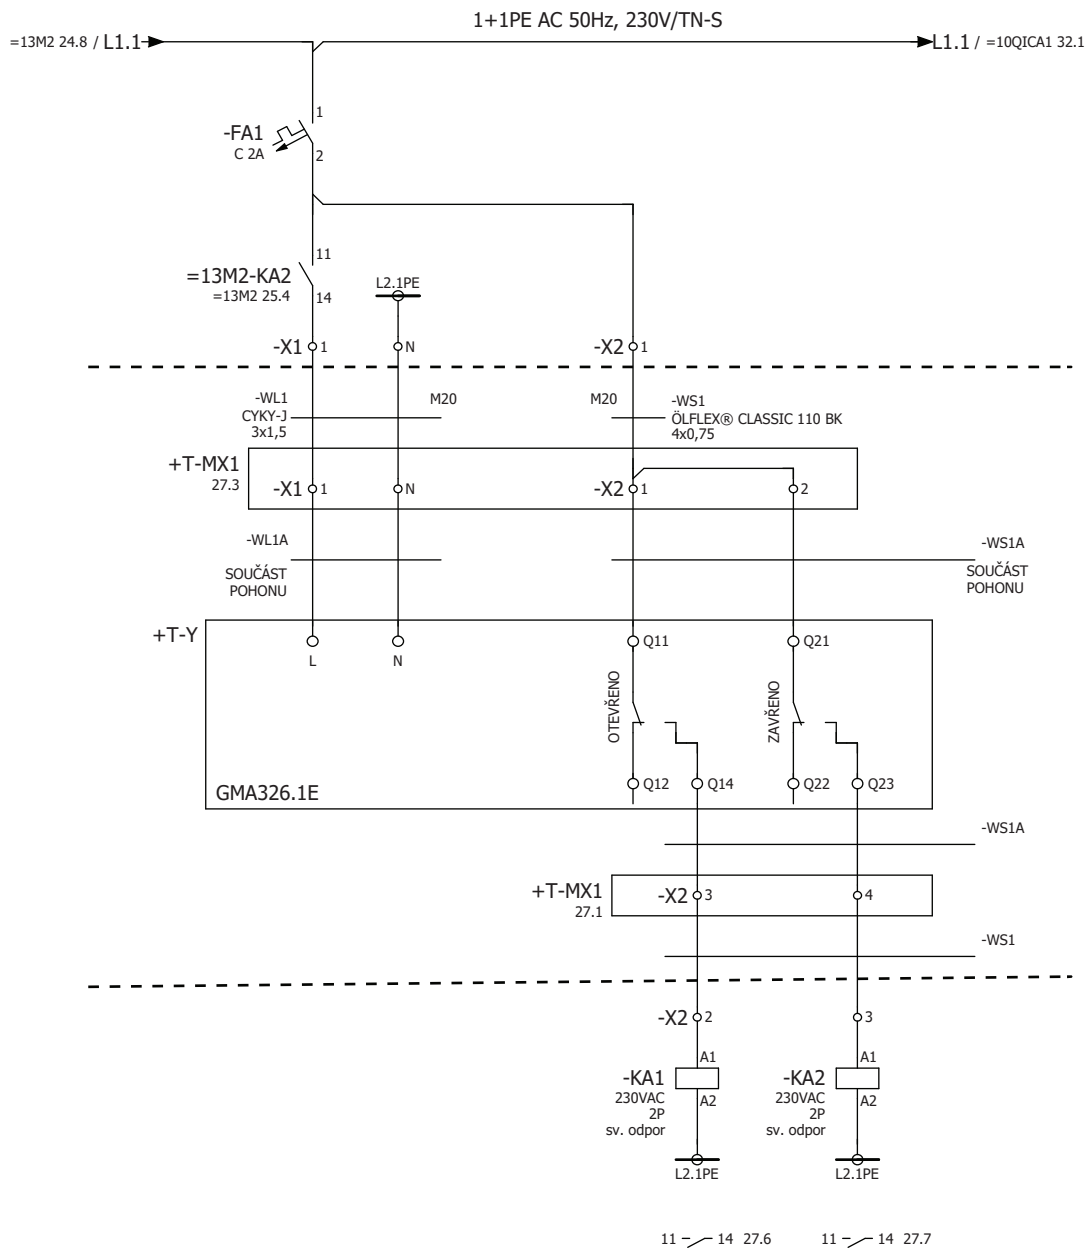 1+1PE AC 50Hz, 230V/TN-S
=13M2 24.8 / L1.1
L1.1 / =10QICA1 32.1
-FA1
C 2A
1
2
=13M2-KA2
=13M2 25.4
11
14
L2.1PE
-X1 1
N
-X2 1
-WL1
CYKY-J
3x1,5
M20
M20
-WS1
ÖLFLEX® CLASSIC 110 BK
4x0,75
+T-MX1
27.3
-X1 1
N
-X2 1
2
-WL1A
SOUČÁST
POHONU
-WS1A
SOUČÁST
POHONU
+T-Y
L
N
Q11
Q21
OTEVŘENO
ZAVŘENO
Q12
Q14
Q22
Q23
GMA326.1E
-WS1A
+T-MX1
27.1
-X2 3
4
-WS1
-X2 2
3
-KA1
230VAC
2P
sv. odpor
A1
A2
-KA2
230VAC
2P
sv. odpor
A1
A2
L2.1PE
L2.1PE
11 14 27.6
11 14 27.7